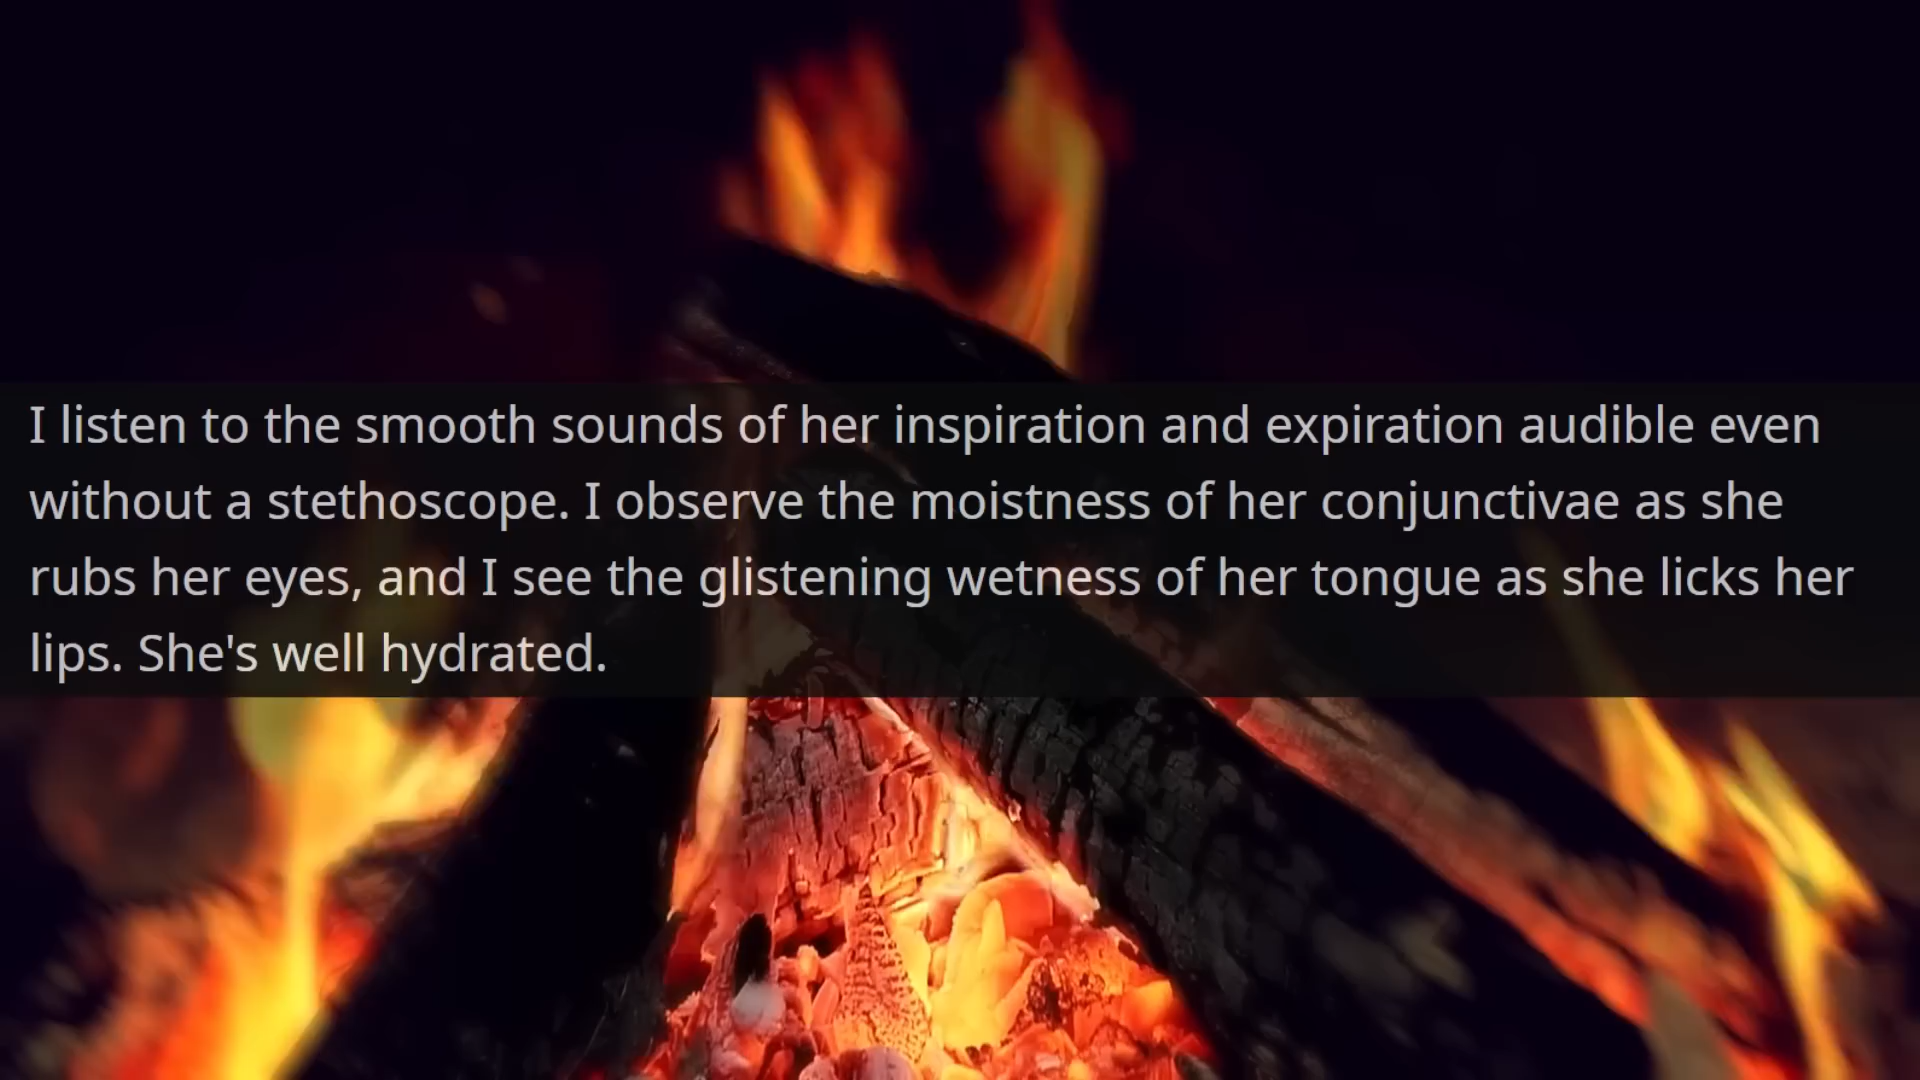 I listen to the smooth sounds of her inspiration and expiration audible even
without a stethoscope. I observe the moistness of her conjunctivae as she
rubs her eyes, and I see the glistening wetness of her tongue as she licks her
lips. She's well hydrated.